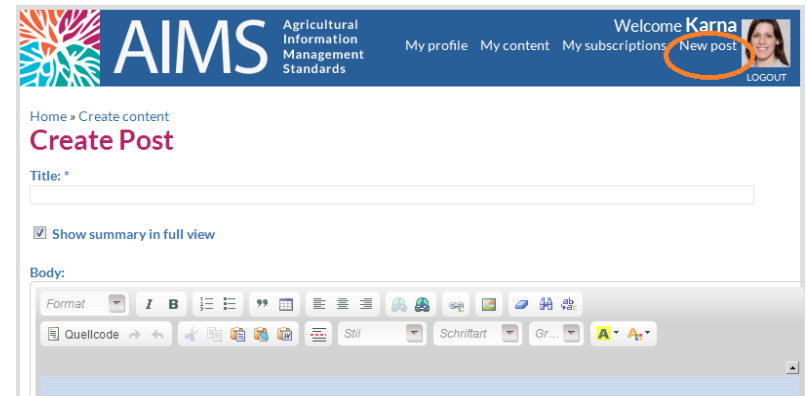 AIMS
Agricultural
Information
Management
Standards
Welcome Karna
My profile My content My subscriptions New post
LOGOUT
Home » Create content
Create Post
Title: *
Show summary in full view
Body:
Format I B
Quellcode Stil Schriftart Gr... A A